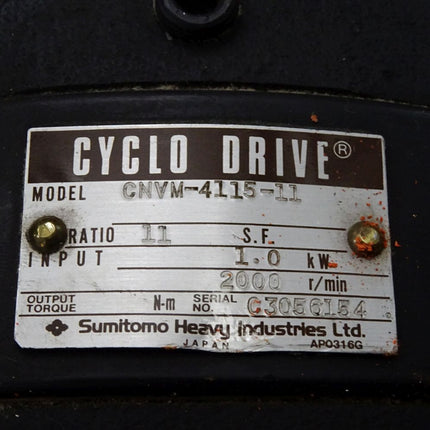 CYCLO DRIVE®
MODEL CNVM-4115-11
RATIO 11 S.F.
INPUT 1.0 kW
2000 r/min
OUTPUT TORQUE N-m SERIAL NO. C3056154
Sumitomo Heavy Industries Ltd.
JAPAN AP0316G